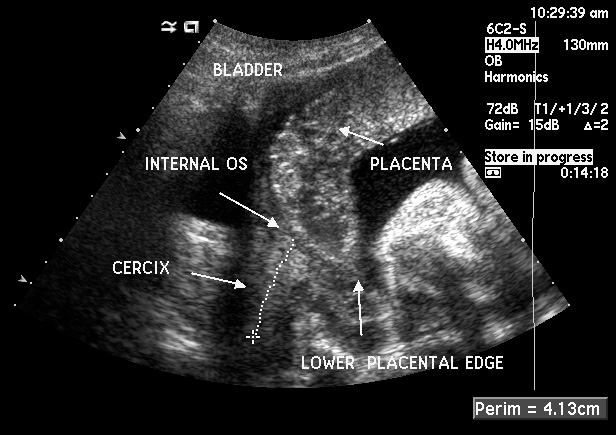 10:29:39 am
6C2-S
H4.0MHz 130mm
OB
Harmonics
72dB T1/+1/3/2
Gain= 15dB Δ=2
Store in progress
0:14:18
BLADDER
INTERNAL OS
PLACENTA
CERCIX
LOWER PLACENTAL EDGE
Perim = 4.13cm